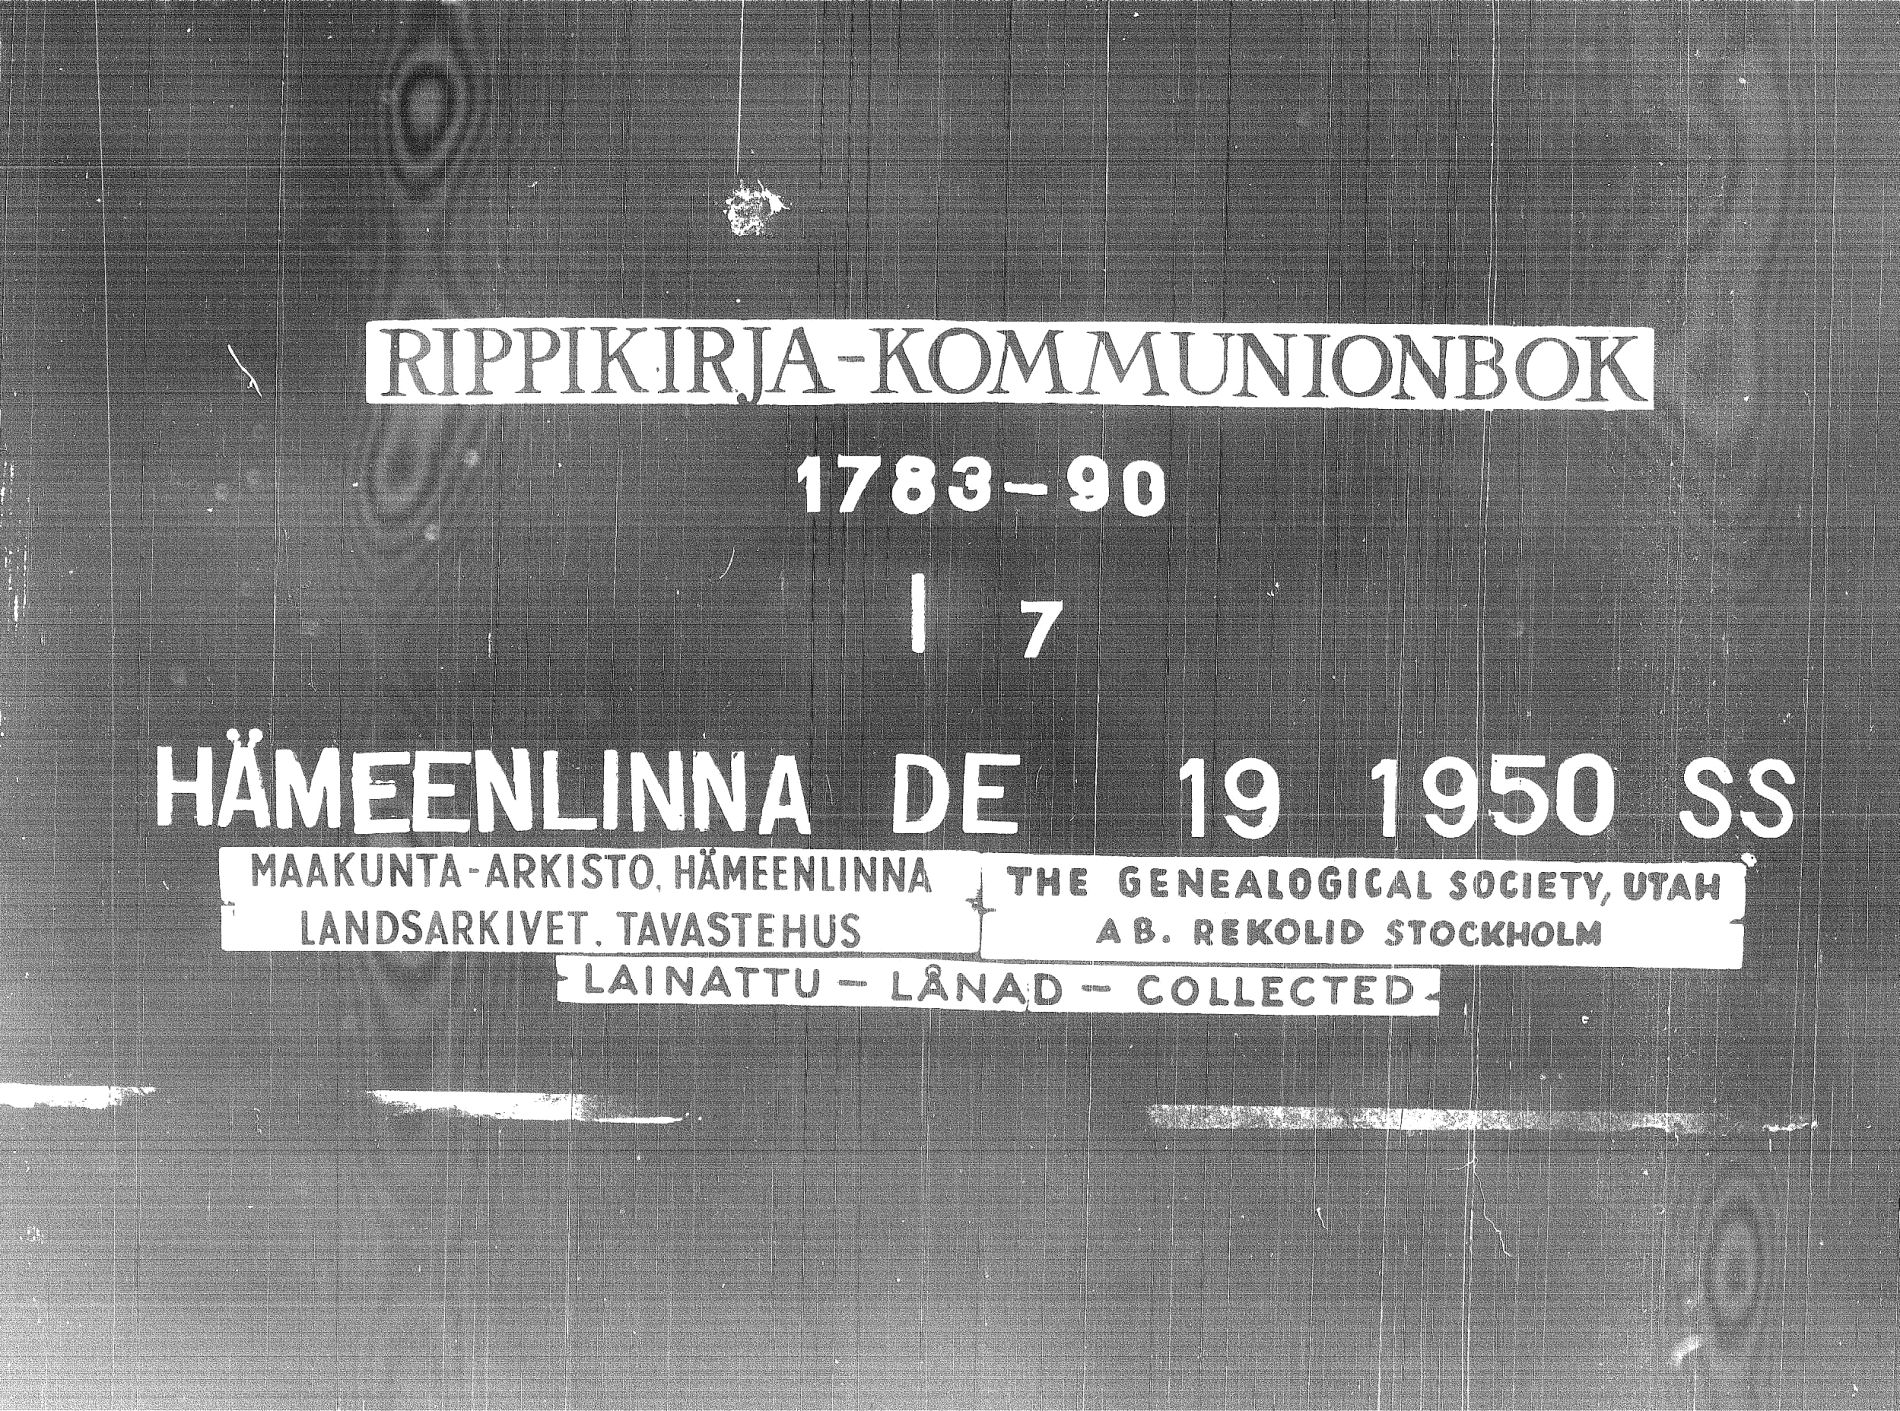 RIPPIKIRJA-KOMMUNIONBOK
1783-90
I 7
HÄMEENLINNA DE 19 1950 SS
MAAKUNTA-ARKISTO, HÄMEENLINNA
LANDSARKIVET, TAVASTEHUS
THE GENEALOGICAL SOCIETY, UTAH
AB. REKOLID STOCKHOLM
LAINATTU - LÅNAD - COLLECTED